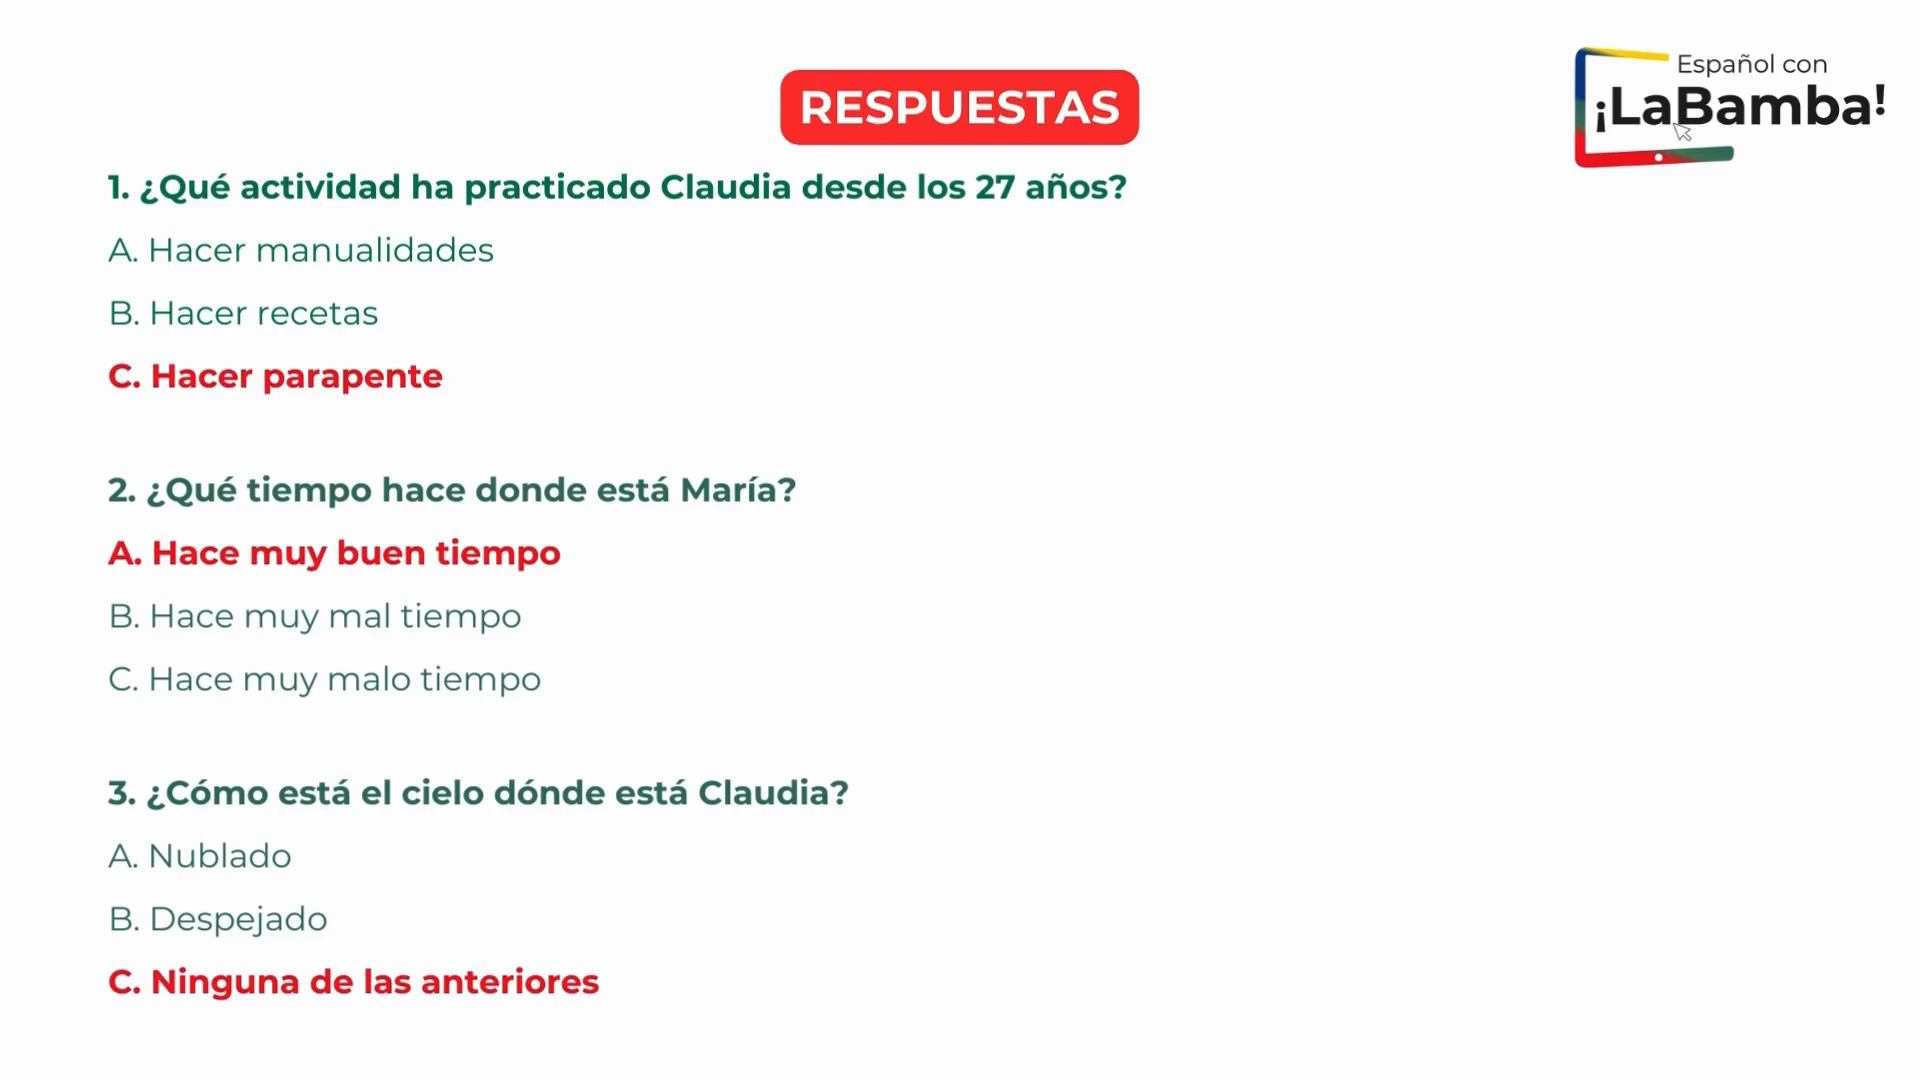 RESPUESTAS
Español con
¡LaBamba!
1. ¿Qué actividad ha practicado Claudia desde los 27 años?
A. Hacer manualidades
B. Hacer recetas
C. Hacer parapente
2. ¿Qué tiempo hace donde está María?
A. Hace muy buen tiempo
B. Hace muy mal tiempo
C. Hace muy malo tiempo
3. ¿Cómo está el cielo dónde está Claudia?
A. Nublado
B. Despejado
C. Ninguna de las anteriores